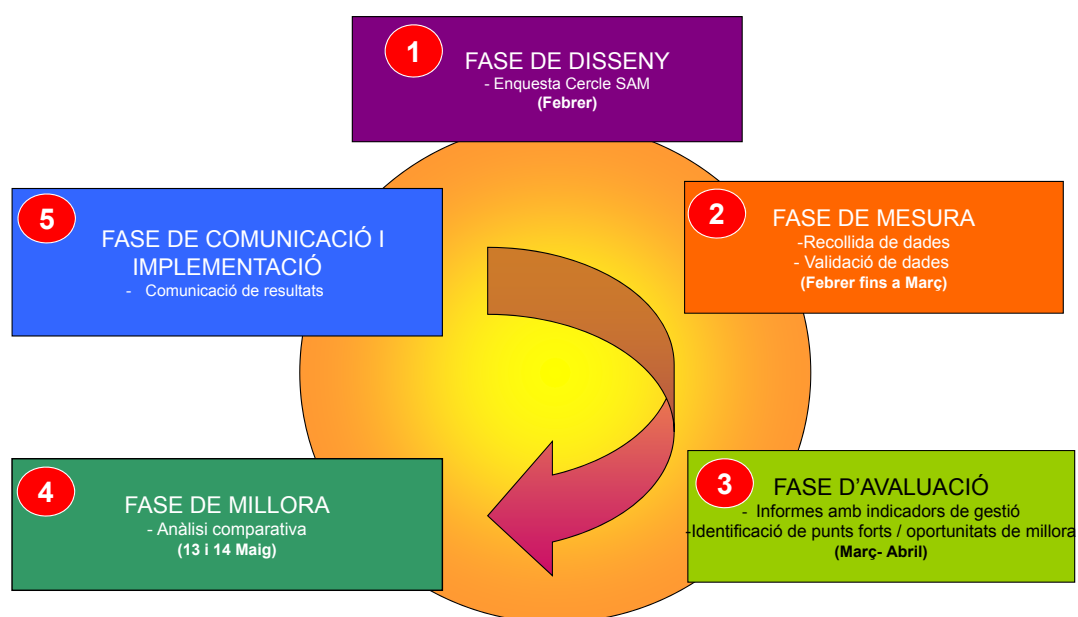 1
FASE DE DISSENY
- Enquesta Cercle SAM
(Febrer)
2
FASE DE MESURA
-Recollida de dades
- Validació de dades
(Febrer fins a Març)
3
FASE D'AVALUACIÓ
- Informes amb indicadors de gestió
-Identificació de punts forts / oportunitats de millora
(Març- Abril)
4
FASE DE MILLORA
- Anàlisi comparativa
(13 i 14 Maig)
5
FASE DE COMUNICACIÓ I
IMPLEMENTACIÓ
- Comunicació de resultats